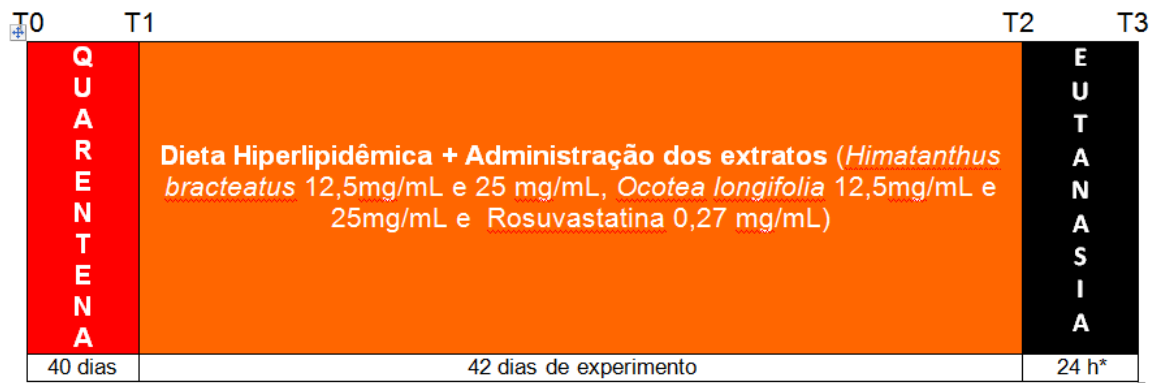 T0 T1 T2 T3
QUARENTENA
Dieta Hiperlipidêmica + Administração dos extratos (Himatanthus
bracteatus 12,5mg/mL e 25 mg/mL, Ocotea longifolia 12,5mg/mL e
25mg/mL e Rosuvastatina 0,27 mg/mL)
EUTANASIA
40 dias 42 dias de experimento 24 h*